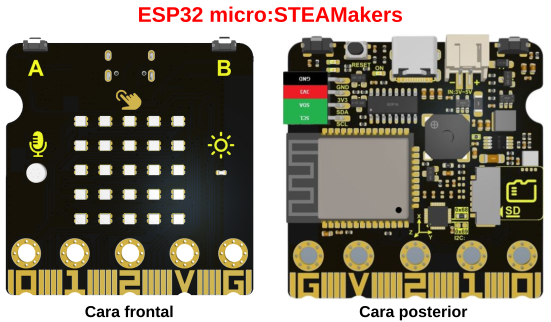 ESP32 micro:STEAMakers
A
B
0
1
2
V
G
RESET
ON
IN:3V~5V
+
GND
3V3
SDA
SCL
GND
3V3
SDA
SCL
SD
Z
Y
I2C:
G
V
2
1
0
Cara frontal
Cara posterior